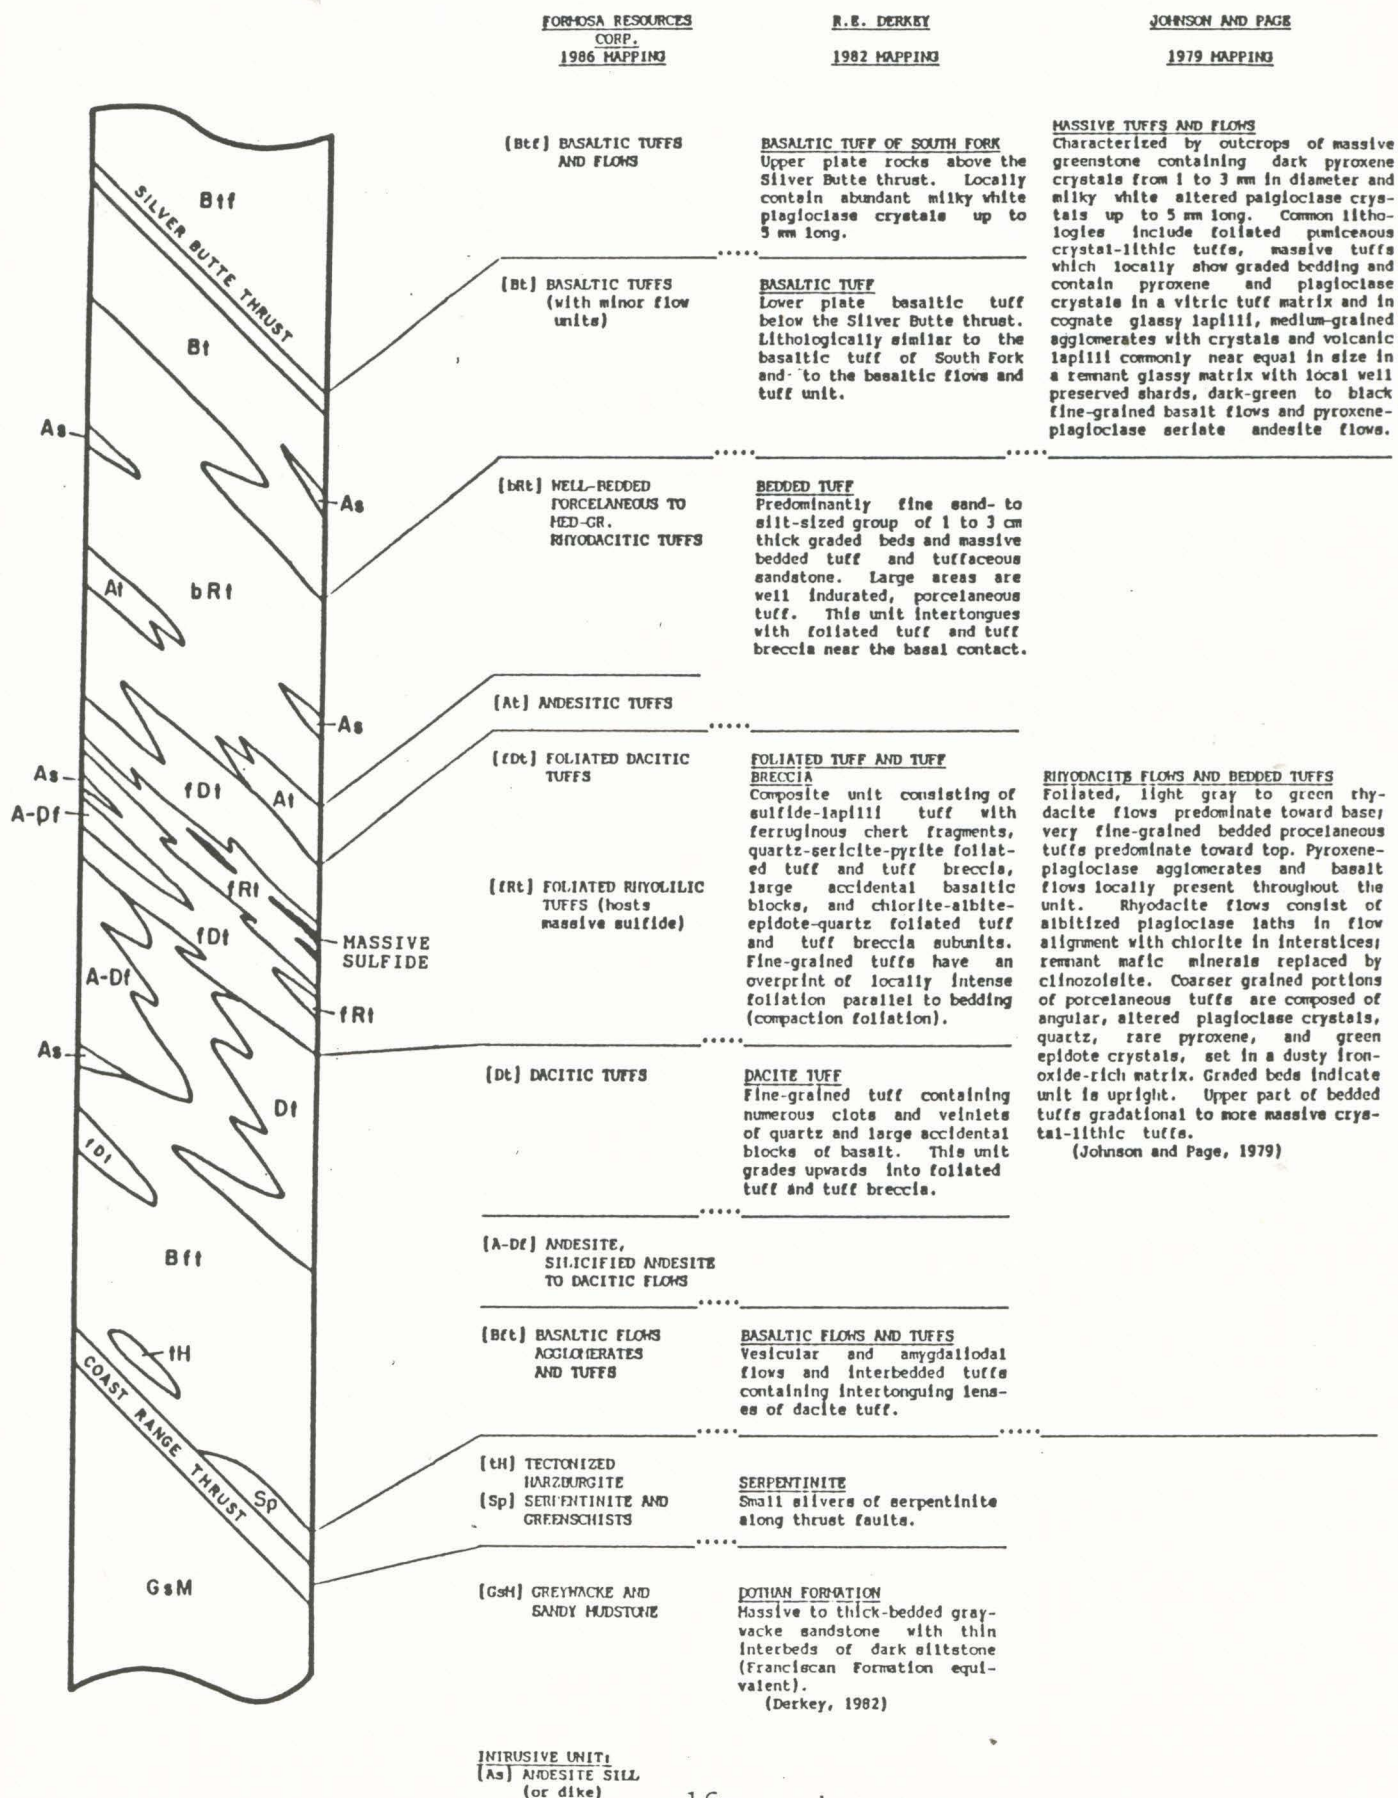 FORMOSA RESOURCES
CORP.
1986 MAPPING
R.E. DERKEY
1982 MAPPING
JOHNSON AND PAGE
1979 MAPPING
Btf
SILVER BUTTE THRUST
Bt
As
As
At
bRt
As
As
A-Df
fDt
At
fRt
fDt
MASSIVE
SULFIDE
A-Df
fRt
As
Dt
fDt
Bft
tH
COAST RANGE THRUST
Sp
GsM
[Btf] BASALTIC TUFFS
AND FLOWS
[Bt] BASALTIC TUFFS
(with minor flow
units)
[bRt] WELL-BEDDED
PORCELANEOUS TO
MED-GR.
RHYODACITIC TUFFS
[At] ANDESITIC TUFFS
[fDt] FOLIATED DACITIC
TUFFS
[fRt] FOLIATED RHYOLILIC
TUFFS (hosts
massive sulfide)
[Dt] DACITIC TUFFS
[A-Df] ANDESITE,
SILICIFIED ANDESITE
TO DACITIC FLOWS
[Bft] BASALTIC FLOWS
AGGLOMERATES
AND TUFFS
[tH] TECTONIZED
HARZBURGITE
[Sp] SERPENTINITE AND
GREENSCHISTS
[GsM] GREYWACKE AND
SANDY MUDSTONE
INTRUSIVE UNIT:
[As] ANDESITE SILL
(or dike)
BASALTIC TUFF OF SOUTH FORK
Upper plate rocks above the
Silver Butte thrust. Locally
contain abundant milky white
plagioclase crystals up to
5 mm long.
BASALTIC TUFF
Lower plate basaltic tuff
below the Silver Butte thrust.
Lithologically similar to the
basaltic tuff of South Fork
and to the basaltic flows and
tuff unit.
BEDDED TUFF
Predominantly fine sand- to
silt-sized group of 1 to 3 cm
thick graded beds and massive
bedded tuff and tuffaceous
sandstone. Large areas are
well indurated, porcelaneous
tuff. This unit intertongues
with foliated tuff and tuff
breccia near the basal contact.
FOLIATED TUFF AND TUFF
BRECCIA
Composite unit consisting of
sulfide-lapilli tuff with
ferruginous chert fragments,
quartz-sericite-pyrite foliat-
ed tuff and tuff breccia,
large accidental basaltic
blocks, and chlorite-albite-
epidote-quartz foliated tuff
and tuff breccia subunits.
Fine-grained tuffs have an
overprint of locally intense
foliation parallel to bedding
(compaction foliation).
DACITE TUFF
Fine-grained tuff containing
numerous clots and veinlets
of quartz and large accidental
blocks of basalt. This unit
grades upwards into foliated
tuff and tuff breccia.
BASALTIC FLOWS AND TUFFS
Vesicular and amygdaliodal
flows and interbedded tuffs
containing intertonguing lens-
es of dacite tuff.
SERPENTINITE
Small slivers of serpentinite
along thrust faults.
DOTHAN FORMATION
Massive to thick-bedded gray-
wacke sandstone with thin
interbeds of dark siltstone
(Franciscan Formation equi-
valent).
(Derkey, 1982)
MASSIVE TUFFS AND FLOWS
Characterized by outcrops of massive
greenstone containing dark pyroxene
crystals from 1 to 3 mm in diameter and
milky white altered palgioclase crys-
tals up to 5 mm long. Common litho-
logies include foliated pumiceous
crystal-lithic tuffs, massive tuffs
which locally show graded bedding and
contain pyroxene and plagioclase
crystals in a vitric tuff matrix and in
cognate glassy lapilli, medium-grained
agglomerates with crystals and volcanic
lapilli commonly near equal in size in
a remnant glassy matrix with local well
preserved shards, dark-green to black
fine-grained basalt flows and pyroxene-
plagioclase seriate andesite flows.
RHYODACITE FLOWS AND BEDDED TUFFS
Foliated, light gray to green rhy-
dacite flows predominate toward base;
very fine-grained bedded procelaneous
tuffs predominate toward top. Pyroxene-
plagioclase agglomerates and basalt
flows locally present throughout the
unit. Rhyodacite flows consist of
albitized plagioclase laths in flow
alignment with chlorite in interstices;
remnant mafic minerals replaced by
clinozoisite. Coarser grained portions
of porcelaneous tuffs are composed of
angular, altered plagioclase crystals,
quartz, rare pyroxene, and green
epidote crystals, set in a dusty iron-
oxide-rich matrix. Graded beds indicate
unit is upright. Upper part of bedded
tuffs gradational to more massive crys-
tal-lithic tuffs.
(Johnson and Page, 1979)